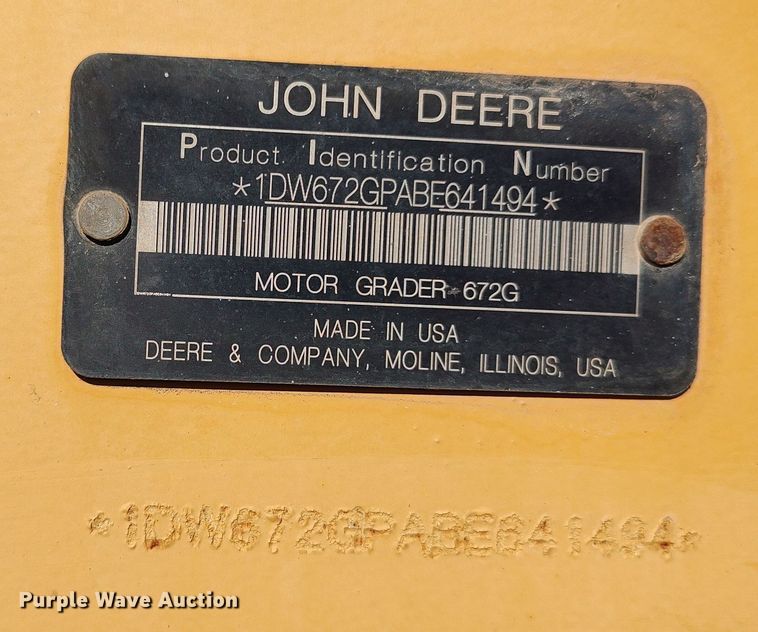 JOHN DEERE
Product Identification Number
*1DW672GPABE641494*
MOTOR GRADER-672G
MADE IN USA
DEERE & COMPANY, MOLINE, ILLINOIS, USA
*1DW672GPABE641494*
Purple Wave Auction